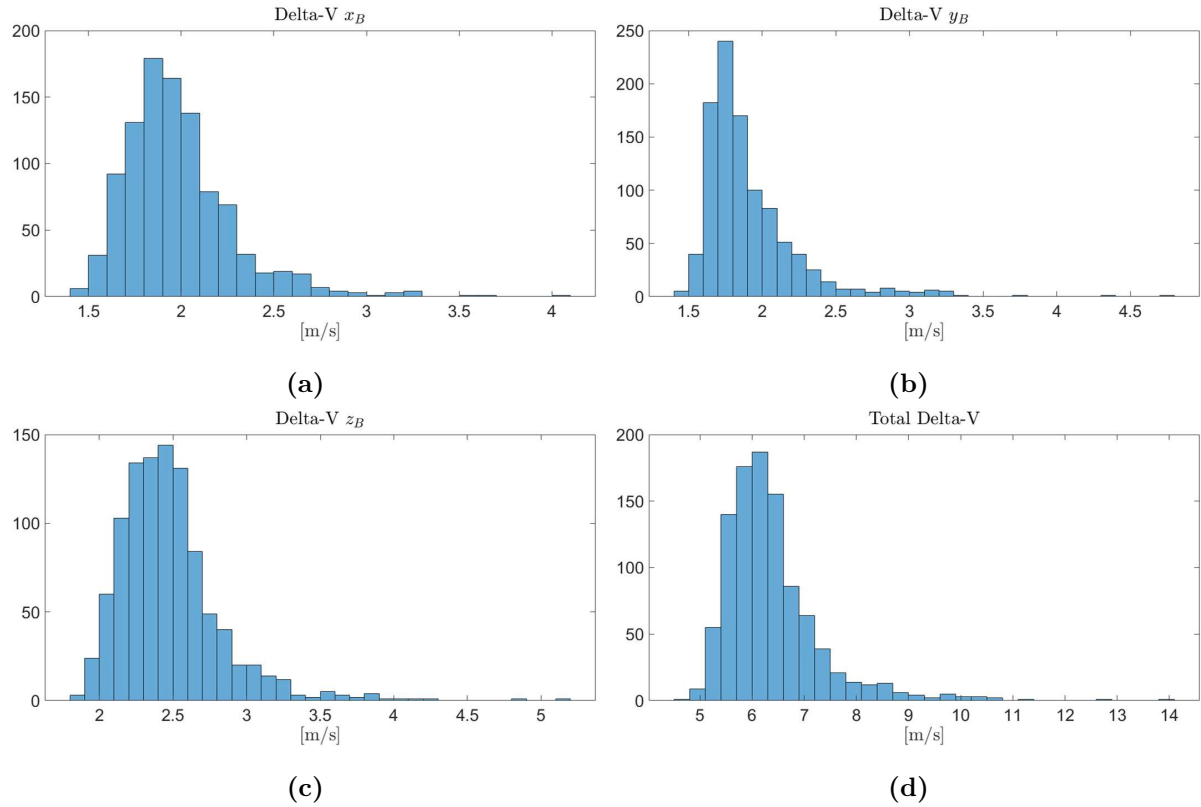 Delta-V x_B
200
150
100
50
0
1.5 2 2.5 3 3.5 4
[m/s]
(a)
Delta-V y_B
250
200
150
100
50
0
1.5 2 2.5 3 3.5 4 4.5
[m/s]
(b)
Delta-V z_B
150
100
50
0
2 2.5 3 3.5 4 4.5 5
[m/s]
(c)
Total Delta-V
200
150
100
50
0
5 6 7 8 9 10 11 12 13 14
[m/s]
(d)